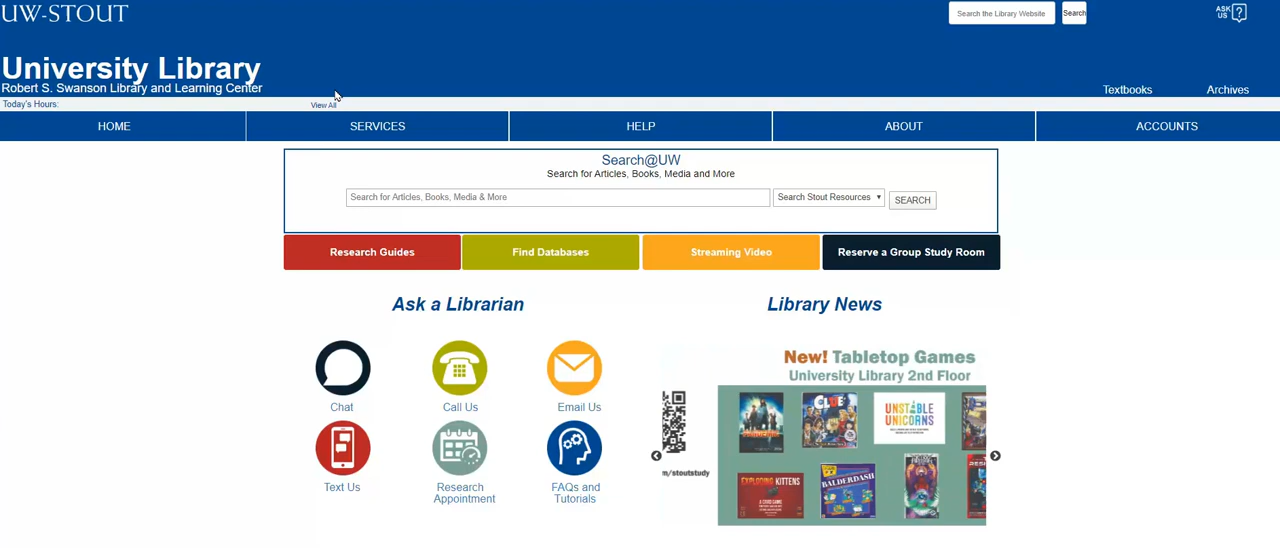 UW-STOUT
Search the Library Website
Search
ASK
US
?
University Library
Robert S. Swanson Library and Learning Center
Textbooks
Archives
Today's Hours:
View All
HOME
SERVICES
HELP
ABOUT
ACCOUNTS
Search@UW
Search for Articles, Books, Media and More
Search for Articles, Books, Media & More
Search Stout Resources
SEARCH
Research Guides
Find Databases
Streaming Video
Reserve a Group Study Room
Ask a Librarian
Library News
Chat
Call Us
Email Us
Text Us
Research
Appointment
FAQs and
Tutorials
New! Tabletop Games
University Library 2nd Floor
m/stoutstudy
CLUE
UNSTABLE
UNICORNS
EXPLODING KITTENS
A CARD GAME
BALDERDASH